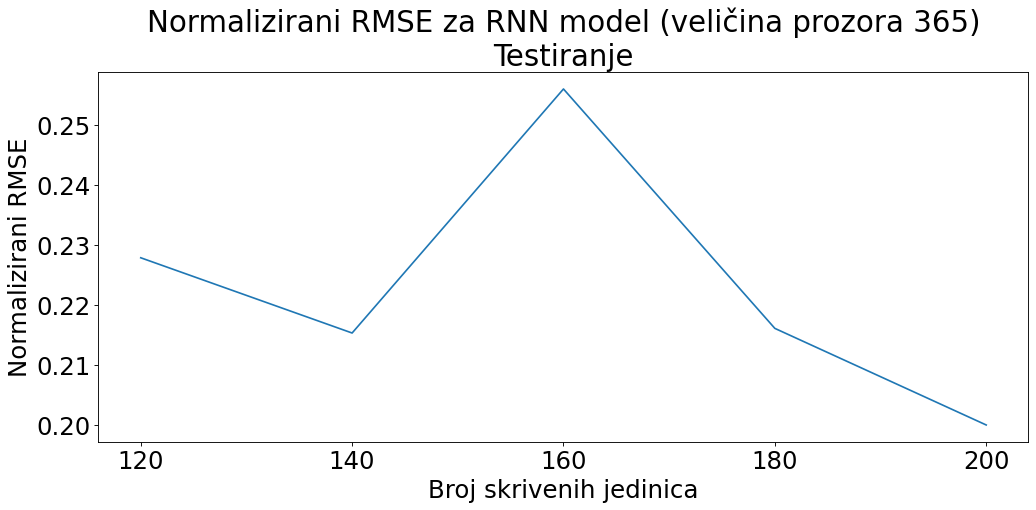 Normalizirani RMSE za RNN model (veličina prozora 365)
Testiranje
Normalizirani RMSE
0.25
0.24
0.23
0.22
0.21
0.20
120 140 160 180 200
Broj skrivenih jedinica